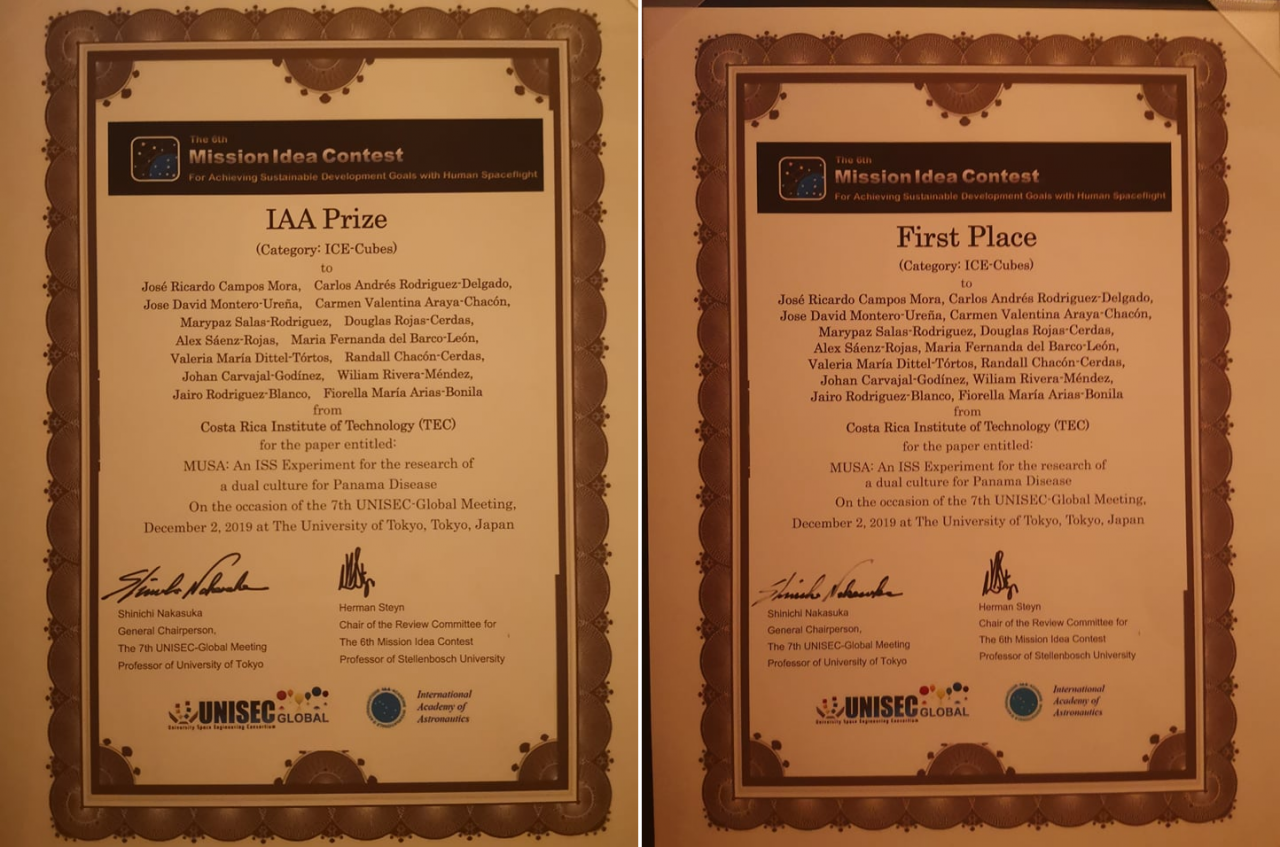 The 6th
Mission Idea Contest
For Achieving Sustainable Development Goals with Human Spaceflight
IAA Prize
(Category: ICE-Cubes)
to
José Ricardo Campos Mora, Carlos Andrés Rodriguez-Delgado,
Jose David Montero-Ureña, Carmen Valentina Araya-Chacón,
Marypaz Salas-Rodriguez, Douglas Rojas-Cerdas,
Alex Sáenz-Rojas, Maria Fernanda del Barco-León,
Valeria María Dittel-Tórtos, Randall Chacón-Cerdas,
Johan Carvajal-Godínez, Wiliam Rivera-Méndez,
Jairo Rodriguez-Blanco, Fiorella María Arias-Bonila
from
Costa Rica Institute of Technology (TEC)
for the paper entitled:
MUSA: An ISS Experiment for the research of
a dual culture for Panama Disease
On the occasion of the 7th UNISEC-Global Meeting,
December 2, 2019 at The University of Tokyo, Tokyo, Japan
Shinichi Nakasuka
General Chairperson,
The 7th UNISEC-Global Meeting
Professor of University of Tokyo
Herman Steyn
Chair of the Review Committee for
The 6th Mission Idea Contest
Professor of Stellenbosch University
UNISEC GLOBAL
University Space Engineering Consortium
International
Academy of
Astronautics
The 6th
Mission Idea Contest
For Achieving Sustainable Development Goals with Human Spaceflight
First Place
(Category: ICE-Cubes)
to
José Ricardo Campos Mora, Carlos Andrés Rodriguez-Delgado,
Jose David Montero-Ureña, Carmen Valentina Araya-Chacón,
Marypaz Salas-Rodriguez, Douglas Rojas-Cerdas,
Alex Sáenz-Rojas, Maria Fernanda del Barco-León,
Valeria María Dittel-Tórtos, Randall Chacón-Cerdas,
Johan Carvajal-Godínez, Wiliam Rivera-Méndez,
Jairo Rodriguez-Blanco, Fiorella María Arias-Bonila
from
Costa Rica Institute of Technology (TEC)
for the paper entitled:
MUSA: An ISS Experiment for the research of
a dual culture for Panama Disease
On the occasion of the 7th UNISEC-Global Meeting,
December 2, 2019 at The University of Tokyo, Tokyo, Japan
Shinichi Nakasuka
General Chairperson,
The 7th UNISEC-Global Meeting
Professor of University of Tokyo
Herman Steyn
Chair of the Review Committee for
The 6th Mission Idea Contest
Professor of Stellenbosch University
UNISEC GLOBAL
University Space Engineering Consortium
International
Academy of
Astronautics